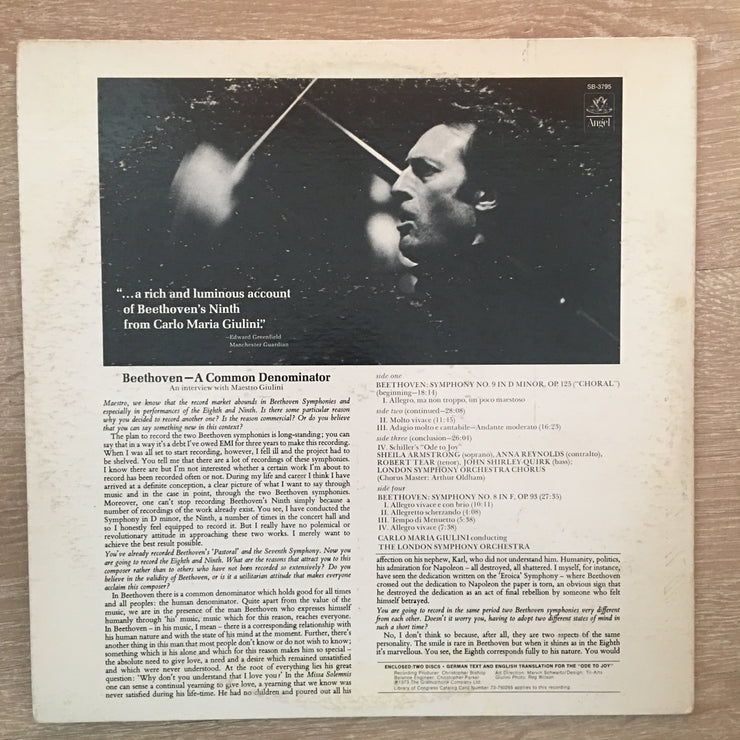 SB-3795
Angel
“...a rich and luminous account
of Beethoven's Ninth
from Carlo Maria Giulini.”
—Edward Greenfield
Manchester Guardian
Beethoven—A Common Denominator
An interview with Maestro Giulini
Maestro, we know that the record market abounds in Beethoven Symphonies and
especially in performances of the Eighth and Ninth. Is there some particular reason
why you decided to record another one? Is the reason commercial? Or do you believe
that you can say something new in this context?
The plan to record the two Beethoven symphonies is long-standing; you can
say that in a way it's a debt I've owed EMI for three years to make this recording.
When I was all set to start recording, however, I fell ill and the project had to
be shelved. You tell me that there are a lot of recordings of these symphonies.
I know there are but I'm not interested whether a certain work I'm about to
record has been recorded often or not. During my life and career I think I have
arrived at a definite conception, a clear picture of what I want to say through
music and in the case in point, through the two Beethoven symphonies.
Moreover, one can't stop recording Beethoven's Ninth simply because a
number of recordings of the work already exist. You see, I have conducted the
Symphony in D minor, the Ninth, a number of times in the concert hall and
so I honestly feel equipped to record it. But I really have no polemical or
revolutionary attitude in approaching these two works. I merely want to
achieve the best result possible.
You've already recorded Beethoven's 'Pastoral' and the Seventh Symphony. Now you
are going to record the Eighth and Ninth. What are the reasons that attract you to this
composer rather than to others who have not been recorded so extensively? Do you
believe in the validity of Beethoven, or is it a utilitarian attitude that makes everyone
acclaim this composer?
In Beethoven there is a common denominator which holds good for all times
and all peoples: the human denominator. Quite apart from the value of the
music, we are in the presence of the man Beethoven who expresses himself
humanly through 'his' music, music which for this reason, reaches everyone.
In Beethoven – in his music, I mean – there is a corresponding relationship with
his human nature and with the state of his mind at the moment. Further, there's
another thing in this man that most people don't know or do not wish to know;
something which is his alone and which for this reason makes him so special –
the absolute need to give love, a need and a desire which remained unsatisfied
and which were never understood. At the root of everything lies his great
question: 'Why don't you understand that I love you?' In the Missa Solemnis
one can sense a continual yearning to give love, a yearning that we know was
never satisfied during his life-time. He had no children and poured out all his
side one
BEETHOVEN: SYMPHONY NO. 9 IN D MINOR, OP. 125 (“CHORAL”)
(beginning—18:14)
I. Allegro, ma non troppo, un poco maestoso
side two (continued—28:08)
II. Molto vivace (11:45)
III. Adagio molto e cantabile—Andante moderato (16:23)
side three (conclusion—26:04)
IV. Schiller's “Ode to Joy”
SHEILA ARMSTRONG (soprano), ANNA REYNOLDS (contralto),
ROBERT TEAR (tenor), JOHN SHIRLEY-QUIRK (bass);
LONDON SYMPHONY ORCHESTRA CHORUS
(Chorus Master: Arthur Oldham)
side four
BEETHOVEN: SYMPHONY NO. 8 IN F, OP. 93 (27:35)
I. Allegro vivace e con brio (10:11)
II. Allegretto scherzando (4:08)
III. Tempo di Menuetto (5:38)
IV. Allegro vivace (7:38)
CARLO MARIA GIULINI conducting
THE LONDON SYMPHONY ORCHESTRA
affection on his nephew, Karl, who did not understand him. Humanity, politics,
his admiration for Napoleon – all destroyed, all shattered. I myself, for instance,
have seen the dedication written on the 'Eroica' Symphony – where Beethoven
crossed out the dedication to Napoleon the paper is torn, an obvious sign that
he destroyed the dedication as an act of final rebellion by someone who felt
himself betrayed.
You are going to record in the same period two Beethoven symphonies very different
from each other. Doesn't it worry you, having to adopt two different states of mind in
such a short time?
No, I don't think so because, after all, they are two aspects of the same
personality. The smile is rare in Beethoven but when it shines as in the Eighth
it's marvellous. You see, the Eighth corresponds fully to his nature. You would
ENCLOSED: TWO DISCS • GERMAN TEXT AND ENGLISH TRANSLATION FOR THE “ODE TO JOY”
Recording Producer: Christopher Bishop Art Direction: Marvin Schwartz/Design: Tri-Arts
Balance Engineer: Christopher Parker Giulini Photo: Reg Wilson
℗1973 The Gramophone Company Ltd.
Library of Congress Catalog Card Number 73-750265 applies to this recording.